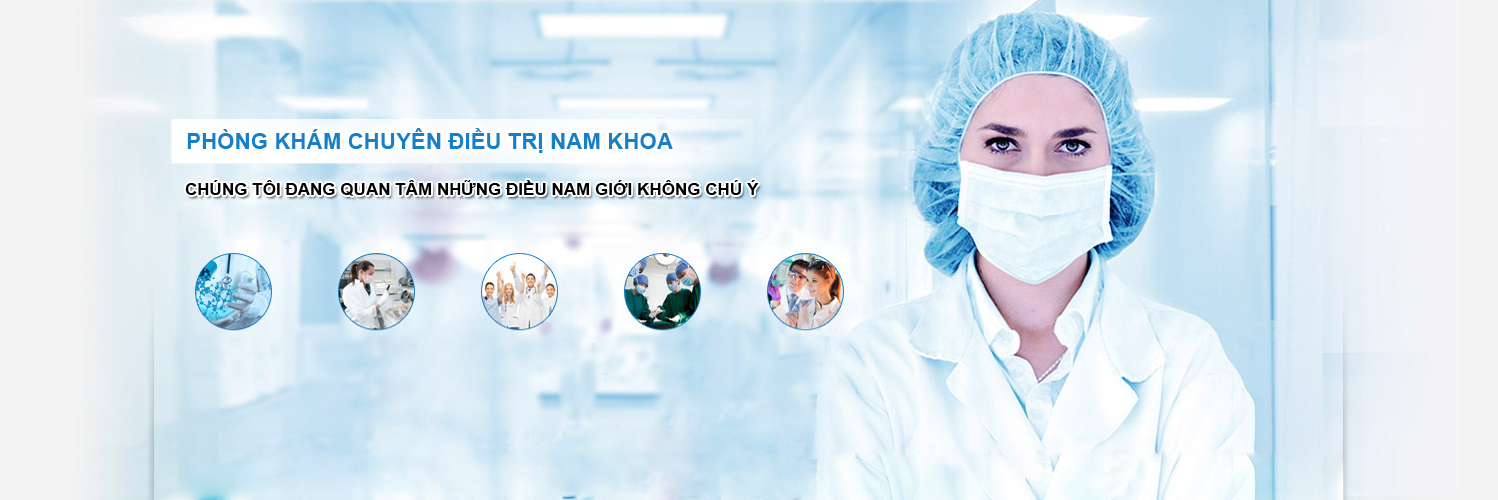 PHÒNG KHÁM CHUYÊN ĐIỀU TRỊ NAM KHOA
CHÚNG TÔI ĐANG QUAN TÂM NHỮNG ĐIỀU NAM GIỚI KHÔNG CHÚ Ý